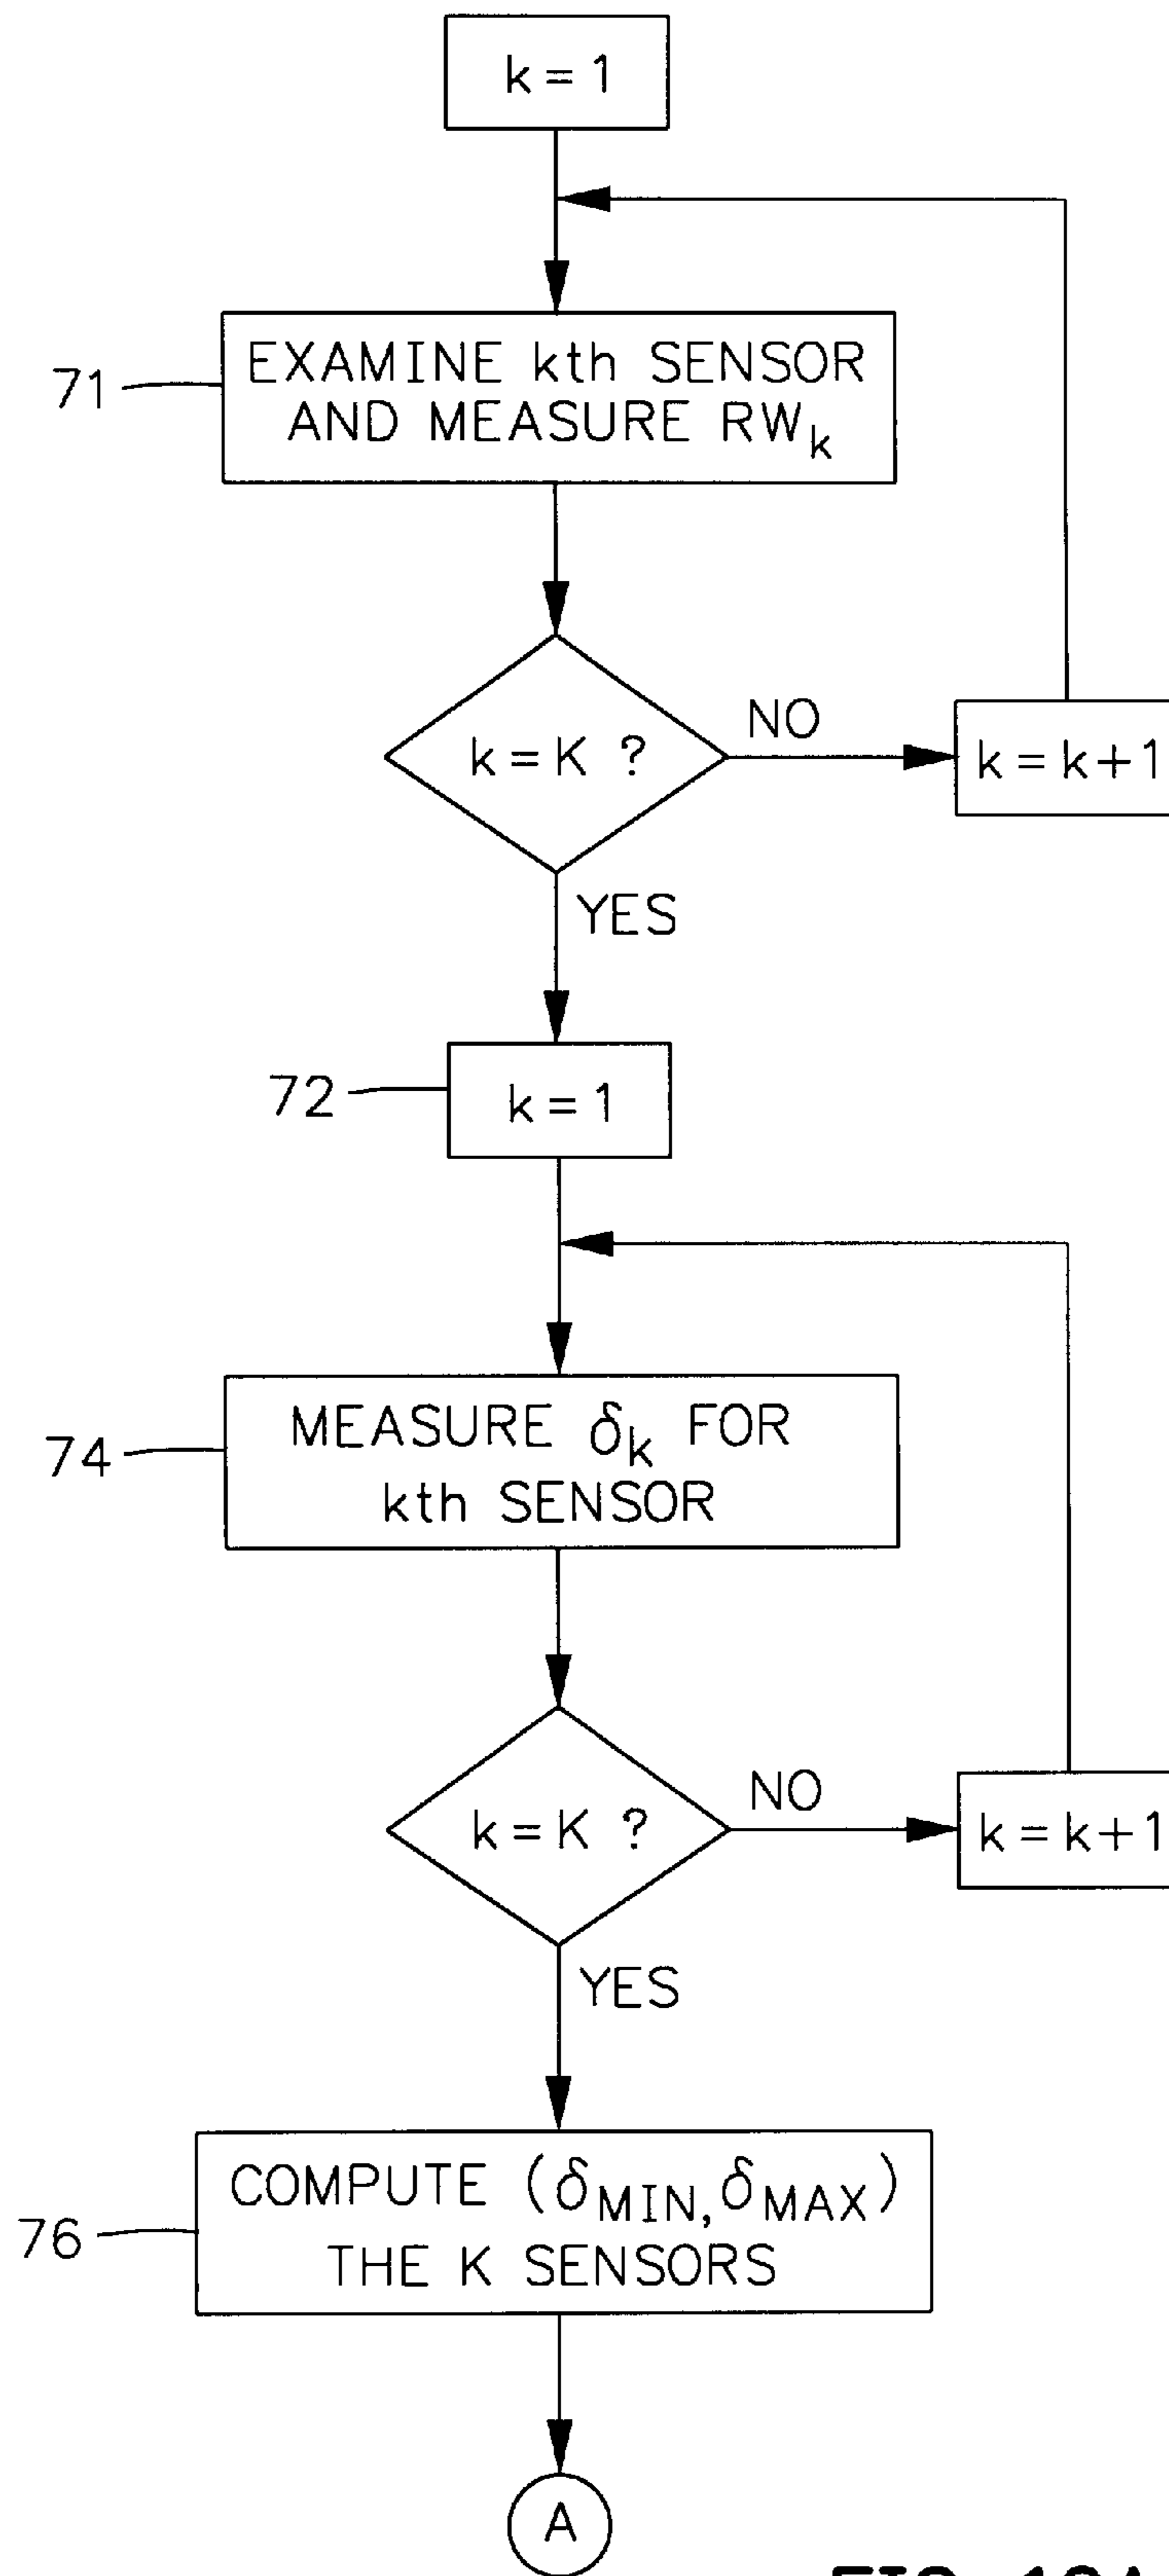 k = 1
71
EXAMINE kth SENSOR
AND MEASURE RWk
k = K ?
NO
k = k+1
YES
72
k = 1
74
MEASURE δk FOR
kth SENSOR
k = K ?
NO
k = k+1
YES
76
COMPUTE (δMIN, δMAX)
THE K SENSORS
A